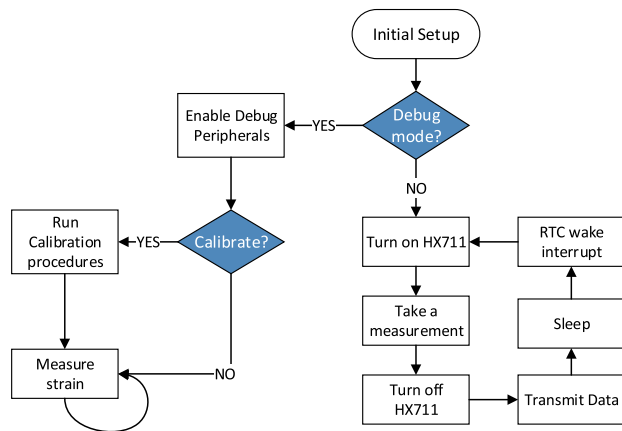 Initial Setup
Debug
mode?
YES
Enable Debug
Peripherals
NO
Calibrate?
YES
Run
Calibration
procedures
NO
Measure
strain
Turn on HX711
Take a
measurement
Turn off
HX711
Transmit Data
Sleep
RTC wake
interrupt